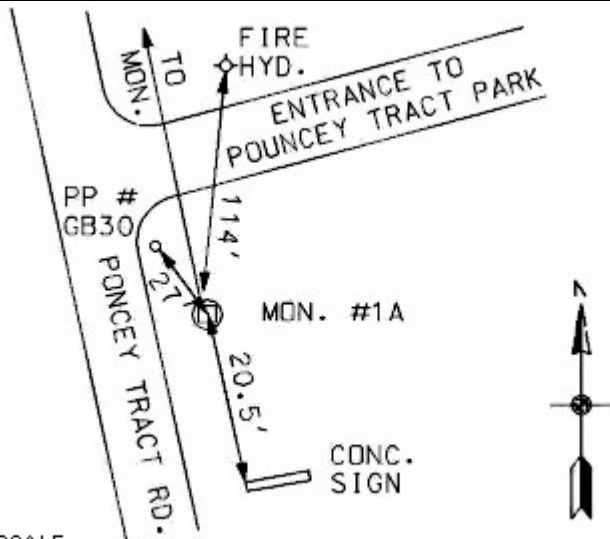 FIRE
HYD.
TO
MON.
ENTRANCE TO
POUNCEY TRACT PARK
PP #
GB30
114'
27'
MON. #1A
PONCEY TRACT RD.
20.5'
CONC.
SIGN
N